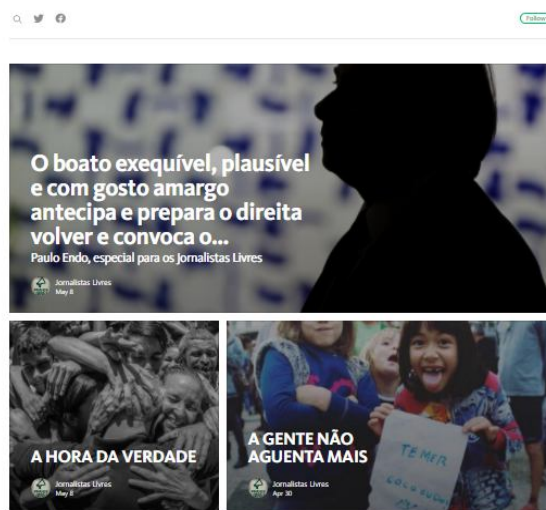 Follow
O boato exequível, plausível
e com gosto amargo
antecipa e prepara o direita
volver e convoca o...
Paulo Endo, especial para os Jornalistas Livres
Jornalistas Livres
May 8
A HORA DA VERDADE
Jornalistas Livres
May 8
A GENTE NÃO
AGUENTA MAIS
Jornalistas Livres
Apr 30
TEMER